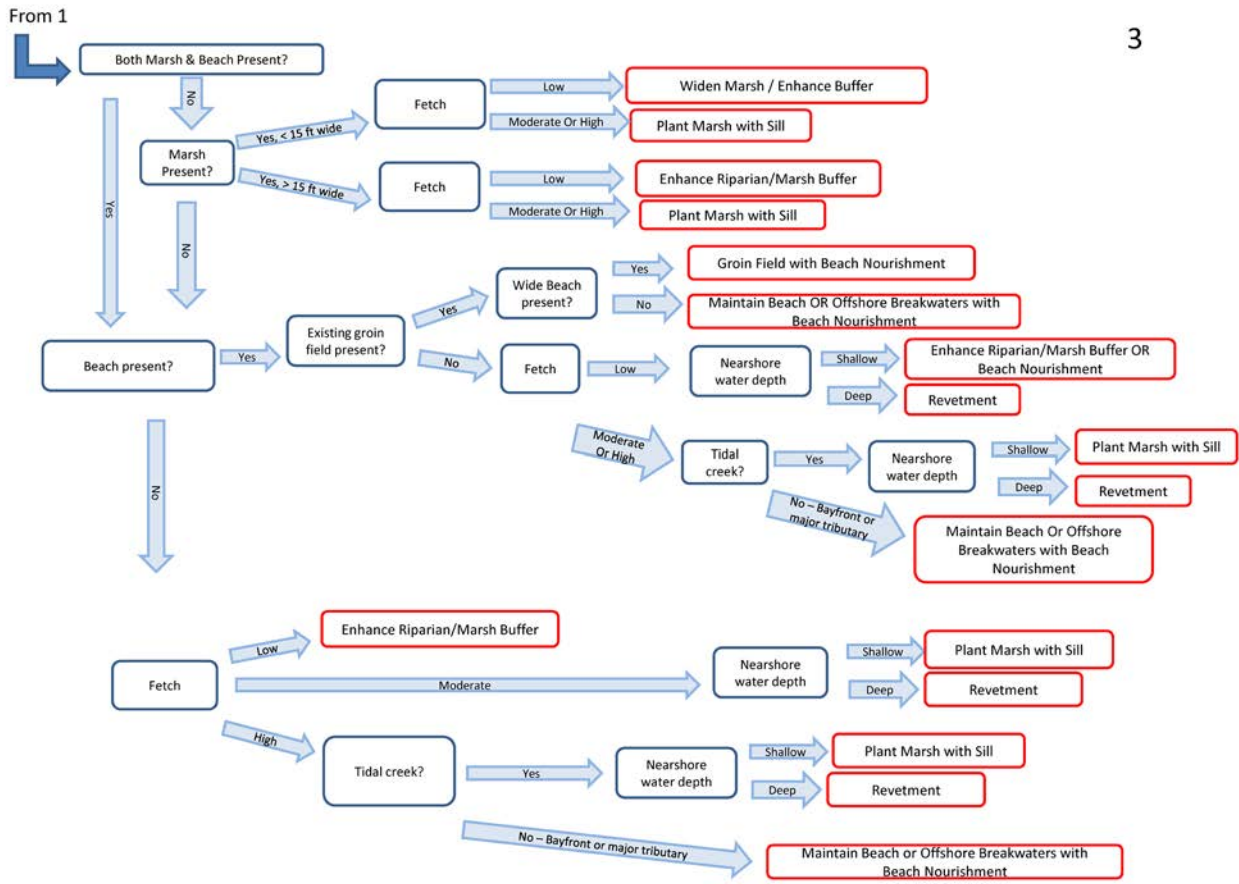 From 1
3
Both Marsh & Beach Present?
No
Yes
Marsh
Present?
Yes, < 15 ft wide
Fetch
Low
Widen Marsh / Enhance Buffer
Moderate Or High
Plant Marsh with Sill
Yes, > 15 ft wide
Fetch
Low
Enhance Riparian/Marsh Buffer
Moderate Or High
Plant Marsh with Sill
No
Beach present?
Yes
Existing groin
field present?
Yes
Wide Beach
present?
Yes
Groin Field with Beach Nourishment
No
Maintain Beach OR Offshore Breakwaters with
Beach Nourishment
No
Fetch
Low
Nearshore
water depth
Shallow
Enhance Riparian/Marsh Buffer OR
Beach Nourishment
Deep
Revetment
Moderate
Or High
Tidal
creek?
Yes
Nearshore
water depth
Shallow
Plant Marsh with Sill
Deep
Revetment
No – Bayfront or
major tributary
Maintain Beach Or Offshore
Breakwaters with Beach
Nourishment
No
Fetch
Low
Enhance Riparian/Marsh Buffer
Moderate
Nearshore
water depth
Shallow
Plant Marsh with Sill
Deep
Revetment
High
Tidal creek?
Yes
Nearshore
water depth
Shallow
Plant Marsh with Sill
Deep
Revetment
No – Bayfront or major tributary
Maintain Beach or Offshore Breakwaters with
Beach Nourishment